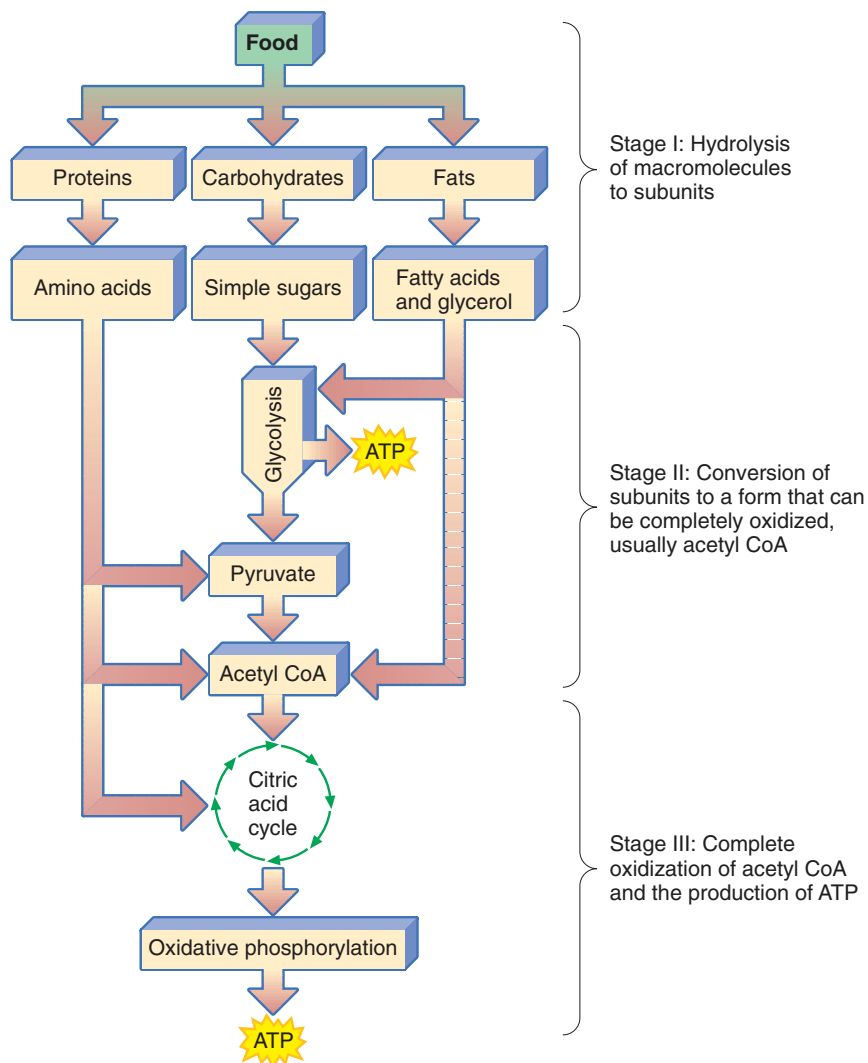 Food
Proteins
Carbohydrates
Fats
Stage I: Hydrolysis
of macromolecules
to subunits
Amino acids
Simple sugars
Fatty acids
and glycerol
Glycolysis
ATP
Stage II: Conversion of
subunits to a form that can
be completely oxidized,
usually acetyl CoA
Pyruvate
Acetyl CoA
Citric
acid
cycle
Stage III: Complete
oxidization of acetyl CoA
and the production of ATP
Oxidative phosphorylation
ATP